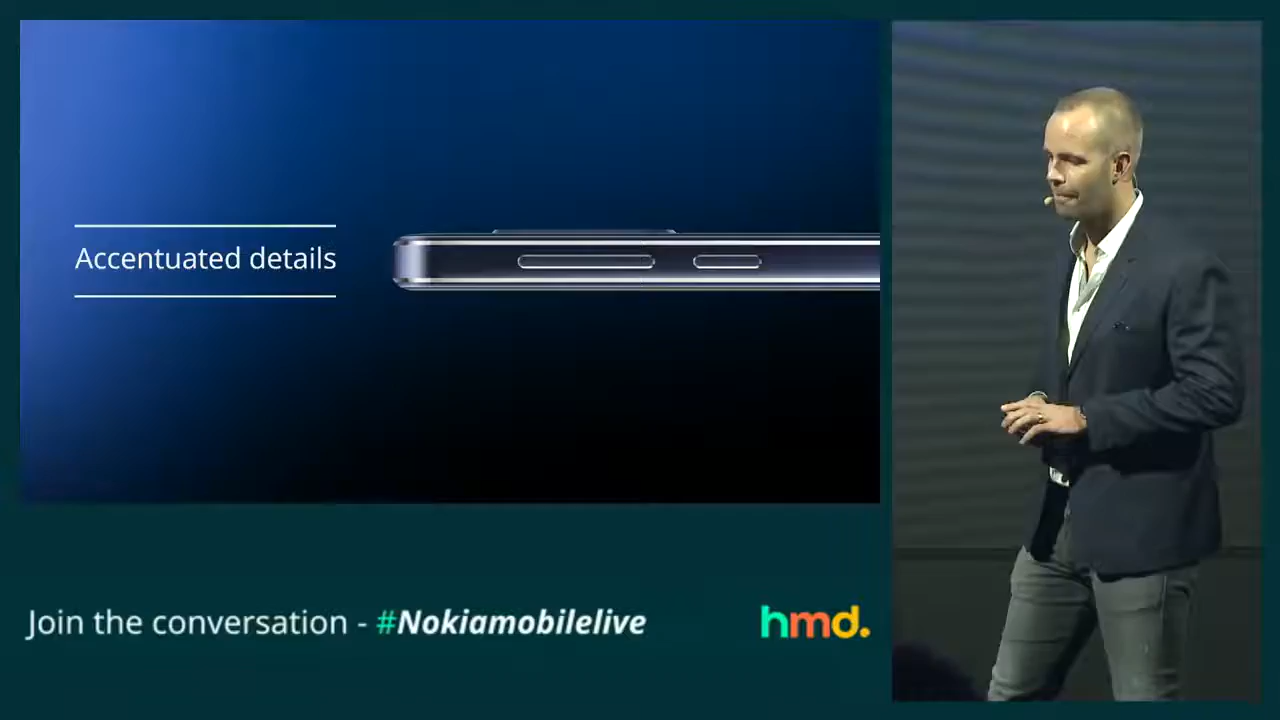 Accentuated details
Join the conversation - #Nokiamobilelive
hmd.